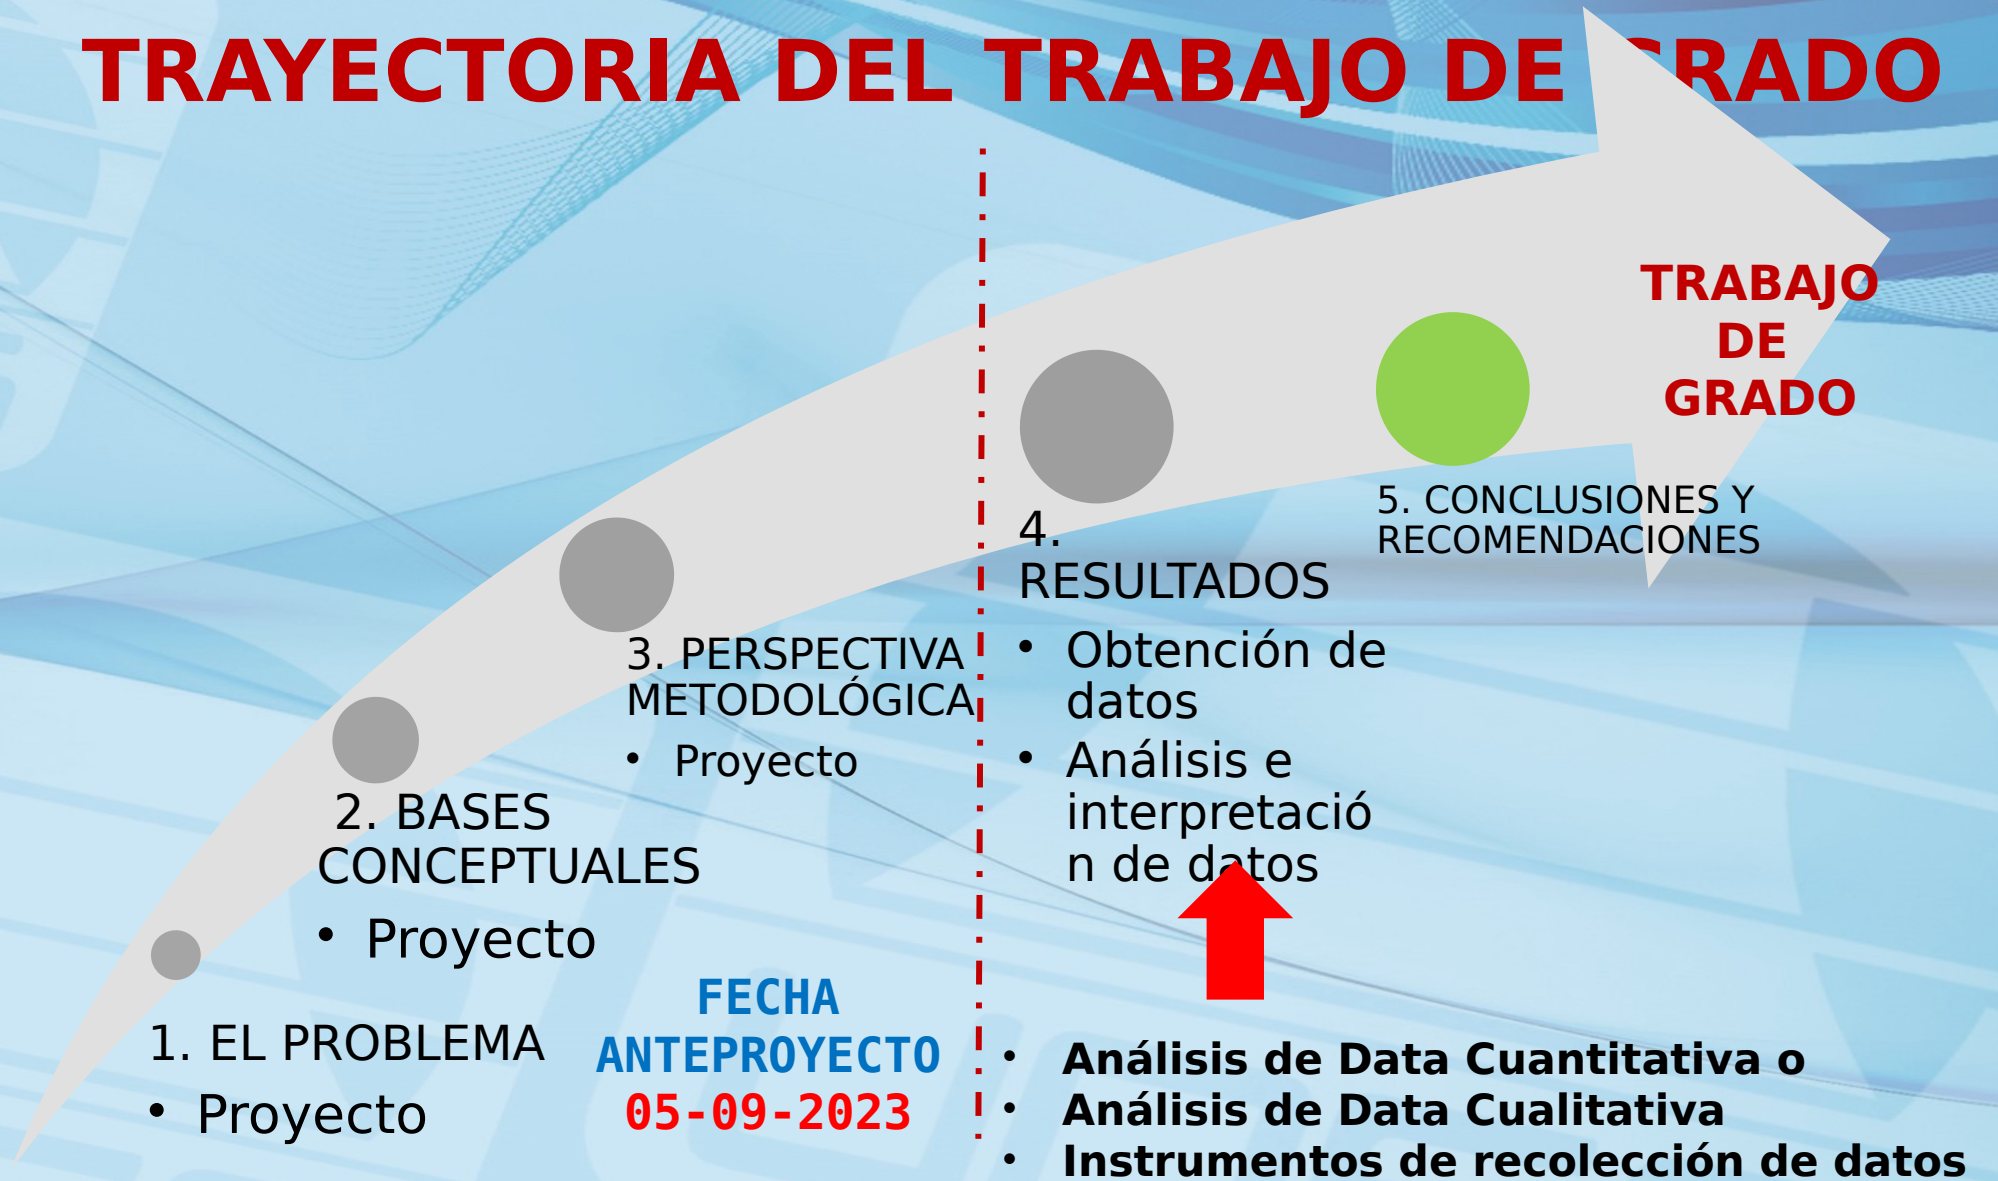 TRAYECTORIA DEL TRABAJO DE GRADO
TRABAJO
DE
GRADO
5. CONCLUSIONES Y
RECOMENDACIONES
4.
RESULTADOS
• Obtención de
datos
• Análisis e
interpretació
n de datos
3. PERSPECTIVA
METODOLÓGICA
• Proyecto
2. BASES
CONCEPTUALES
• Proyecto
1. EL PROBLEMA
• Proyecto
FECHA
ANTEPROYECTO
05-09-2023
• Análisis de Data Cuantitativa o
• Análisis de Data Cualitativa
• Instrumentos de recolección de datos